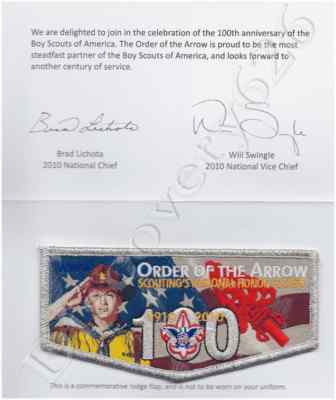 We are delighted to join in the celebration of the 100th anniversary of the
Boy Scouts of America. The Order of the Arrow is proud to be the most
steadfast partner of the Boy Scouts of America, and looks forward to
another century of service.
Brad Lichota
Will Swingle
Brad Lichota
2010 National Chief
Will Swingle
2010 National Vice Chief
ORDER OF THE ARROW
SCOUTING'S NATIONAL HONOR SOCIETY
100
This is a commemorative lodge flap, and is not to be worn on your uniform.